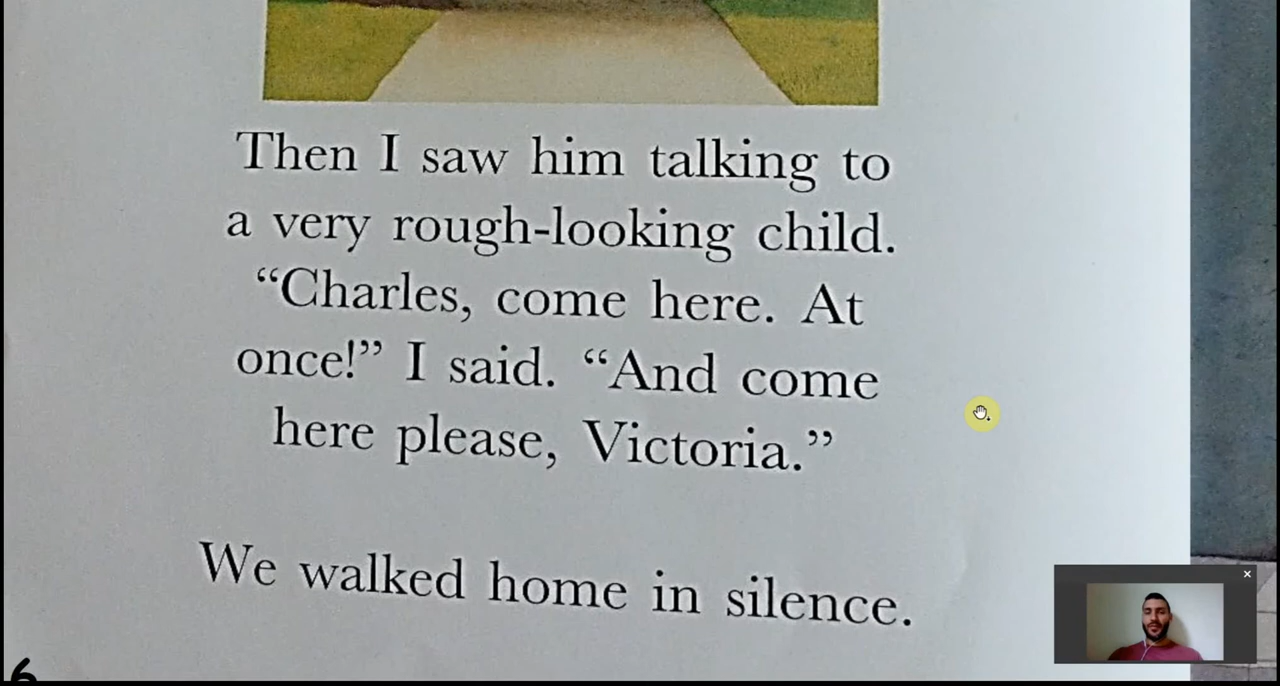 Then I saw him talking to
a very rough-looking child.
“Charles, come here. At
once!” I said. “And come
here please, Victoria.”
We walked home in silence.
6